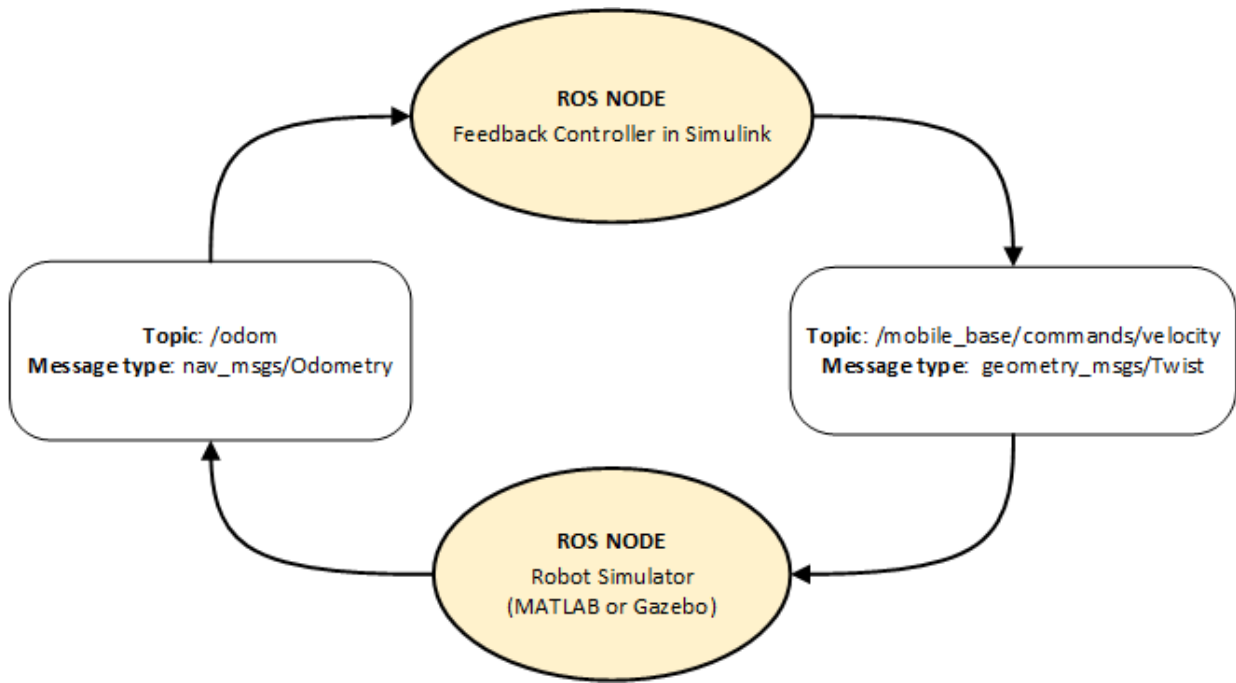 ROS NODE
Feedback Controller in Simulink
Topic: /odom
Message type: nav_msgs/Odometry
Topic: /mobile_base/commands/velocity
Message type: geometry_msgs/Twist
ROS NODE
Robot Simulator
(MATLAB or Gazebo)